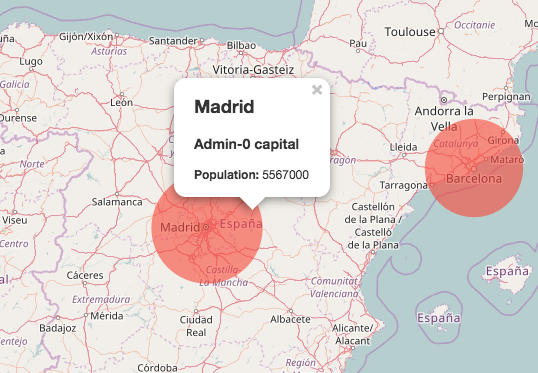 Toulouse
Occitanie
Gijón/Xixón
Santander
Asturias
Bilbao
Pau
Lugo
Vitoria-Gasteiz
Galicia
León
Perpignan
Andorra la
Vella
Ourense
×
Madrid
Admin-0 capital
Population: 5567000
Girona
Catalunya
Lleida
Mataró
Aragón
Norte
Barcelona
Tarragona
Salamanca
Castellón
de la Plana /
Castelló
de la Plana
Viseu
Madrid
España
Centro
Castilla-
La Mancha
Cáceres
España
Comunitat
Valenciana
Extremadura
Mérida
Ciudad
Real
Albacete
España
Badajoz
Alicante/
Alacant
Alentejo
Córdoba
Región